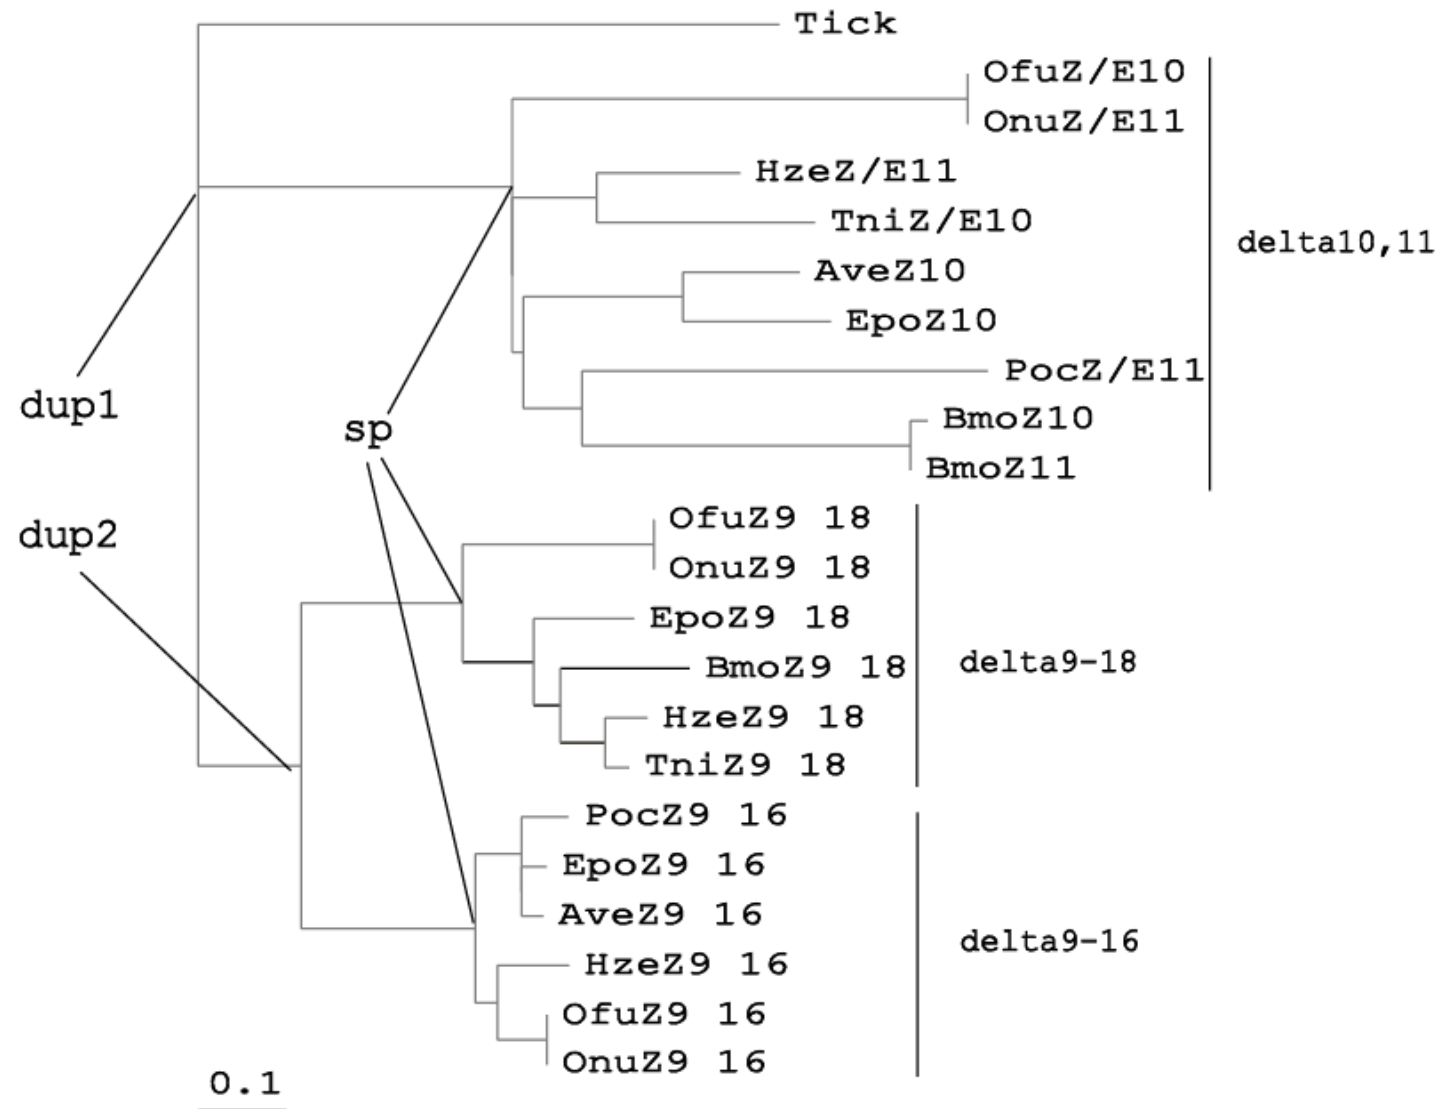 Tick
OfuZ/E10
OnuZ/E11
HzeZ/E11
TniZ/E10
delta10,11
AveZ10
EpoZ10
PocZ/E11
dup1
BmoZ10
sp
BmoZ11
OfuZ9 18
dup2
OnuZ9 18
EpoZ9 18
delta9-18
BmoZ9 18
HzeZ9 18
TniZ9 18
PocZ9 16
EpoZ9 16
AveZ9 16
delta9-16
HzeZ9 16
OfuZ9 16
OnuZ9 16
0.1